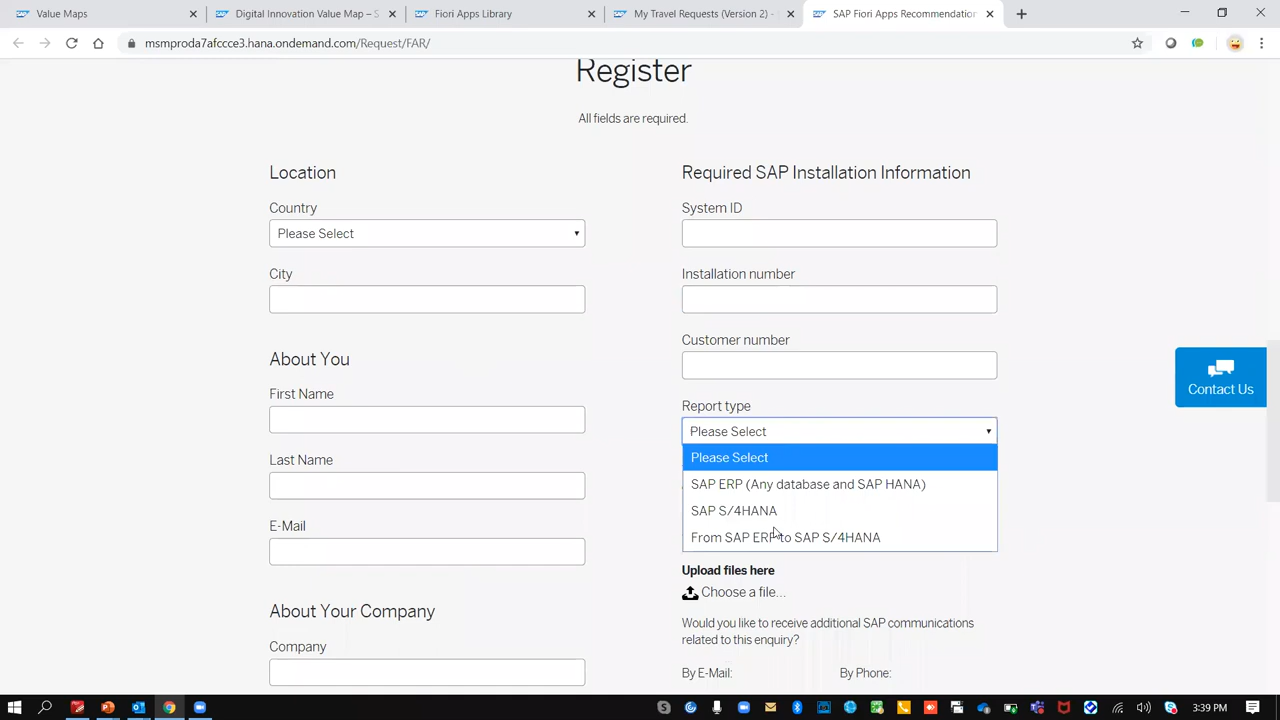 Value Maps
Digital Innovation Value Map – S
Fiori Apps Library
My Travel Requests (Version 2) -
SAP Fiori Apps Recommendation
msmproda7afccce3.hana.ondemand.com/Request/FAR/
Register
All fields are required.
Location
Country
Please Select
City
About You
First Name
Last Name
E-Mail
About Your Company
Company
Required SAP Installation Information
System ID
Installation number
Customer number
Report type
Please Select
Please Select
SAP ERP (Any database and SAP HANA)
SAP S/4HANA
From SAP ERP to SAP S/4HANA
Upload files here
Choose a file...
Would you like to receive additional SAP communications
related to this enquiry?
By E-Mail: By Phone:
Contact Us
3:39 PM